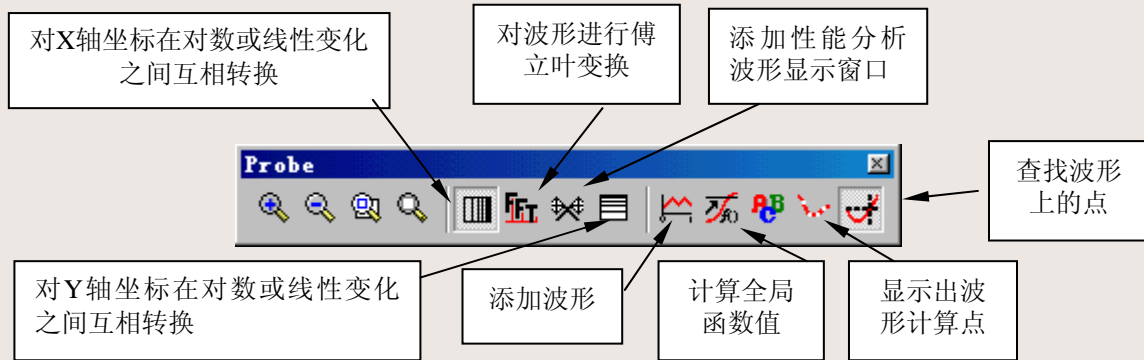 对X轴坐标在对数或线性变化
之间互相转换
对波形进行傅
立叶变换
添加性能分析
波形显示窗口
Probe
FFT
f()
ABC
查找波形
上的点
对Y轴坐标在对数或线性变化
之间互相转换
添加波形
计算全局
函数值
显示出波
形计算点